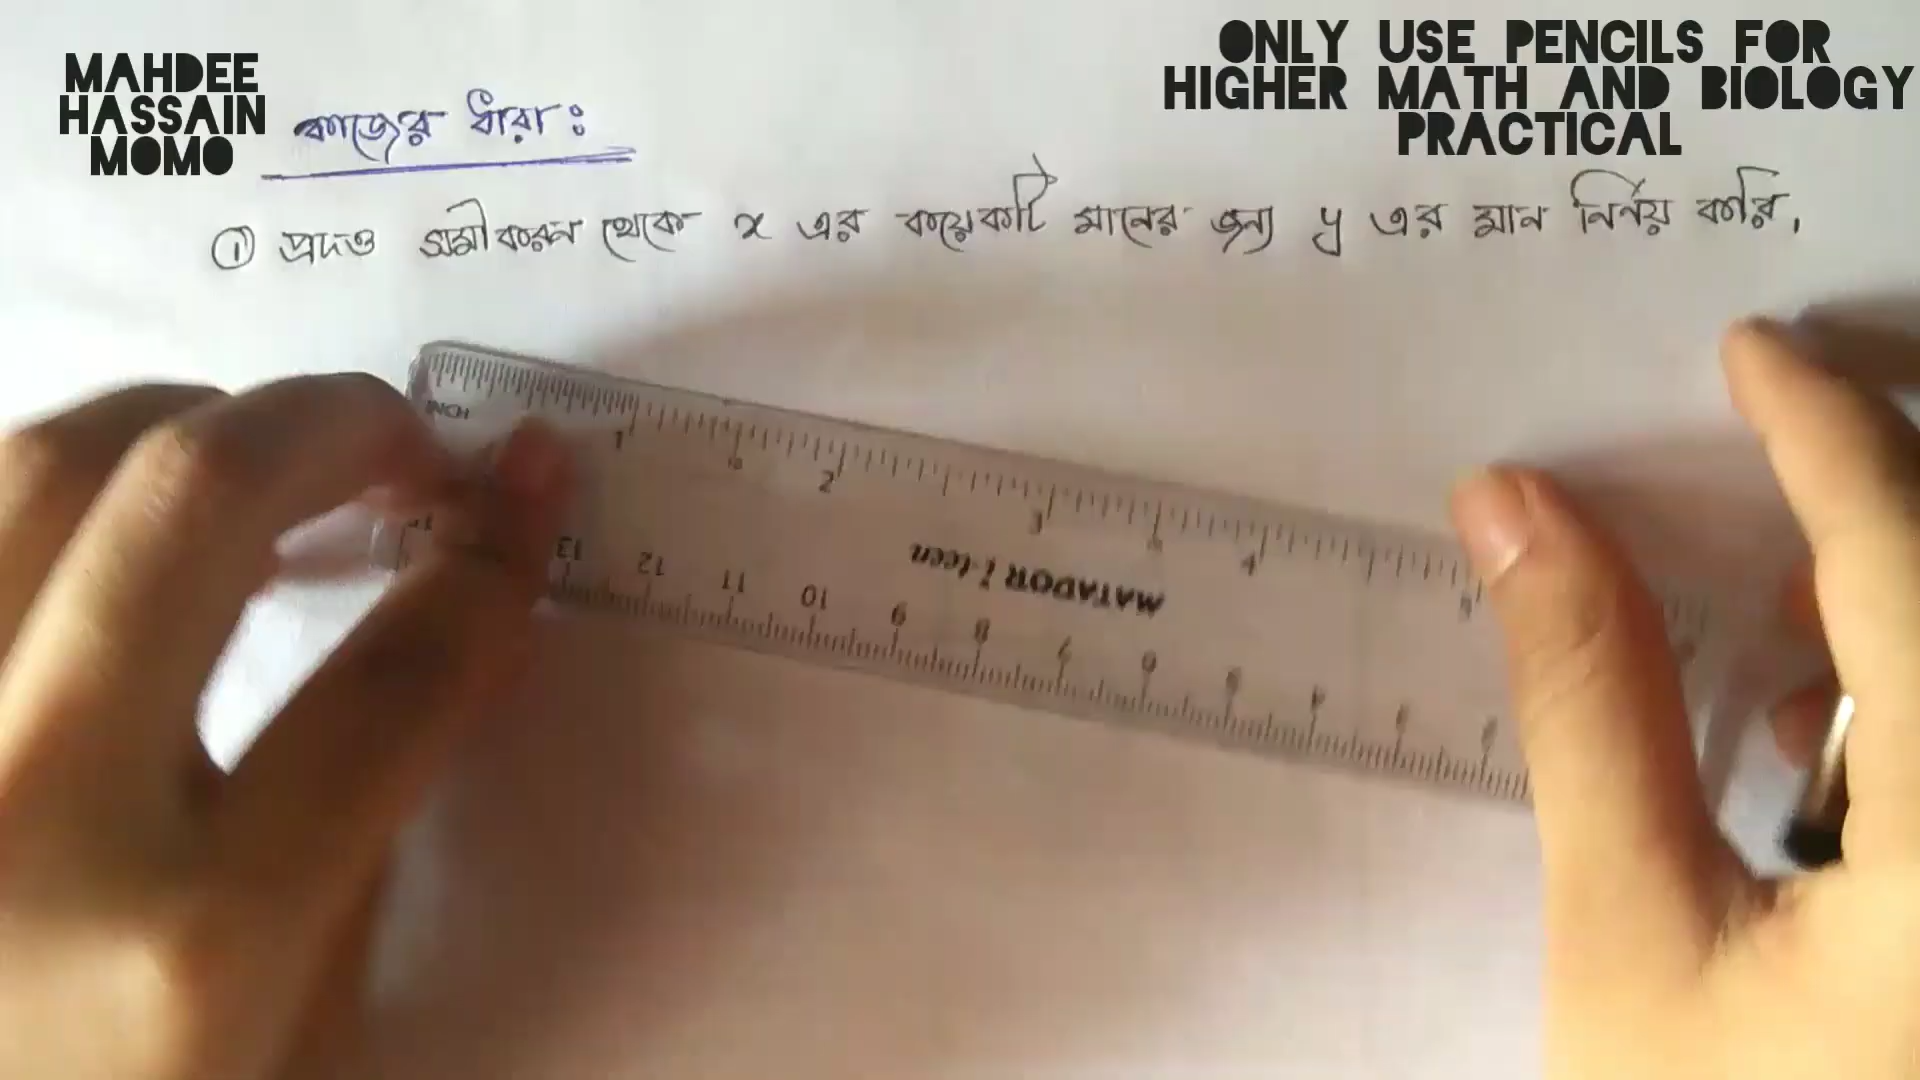 MAHDEE
HASSAIN
MOMO
ONLY USE PENCILS FOR
HIGHER MATH AND BIOLOGY
PRACTICAL
কাজের ধারা :
① প্রদত্ত সমীকরন থেকে x এর কয়েকটি মানের জন্য y এর মান নির্নয় করি,
INCH
1 2 3 4 5
MATADOR i-teen
13 12 11 10 9 8 7 6 5 4 3 2